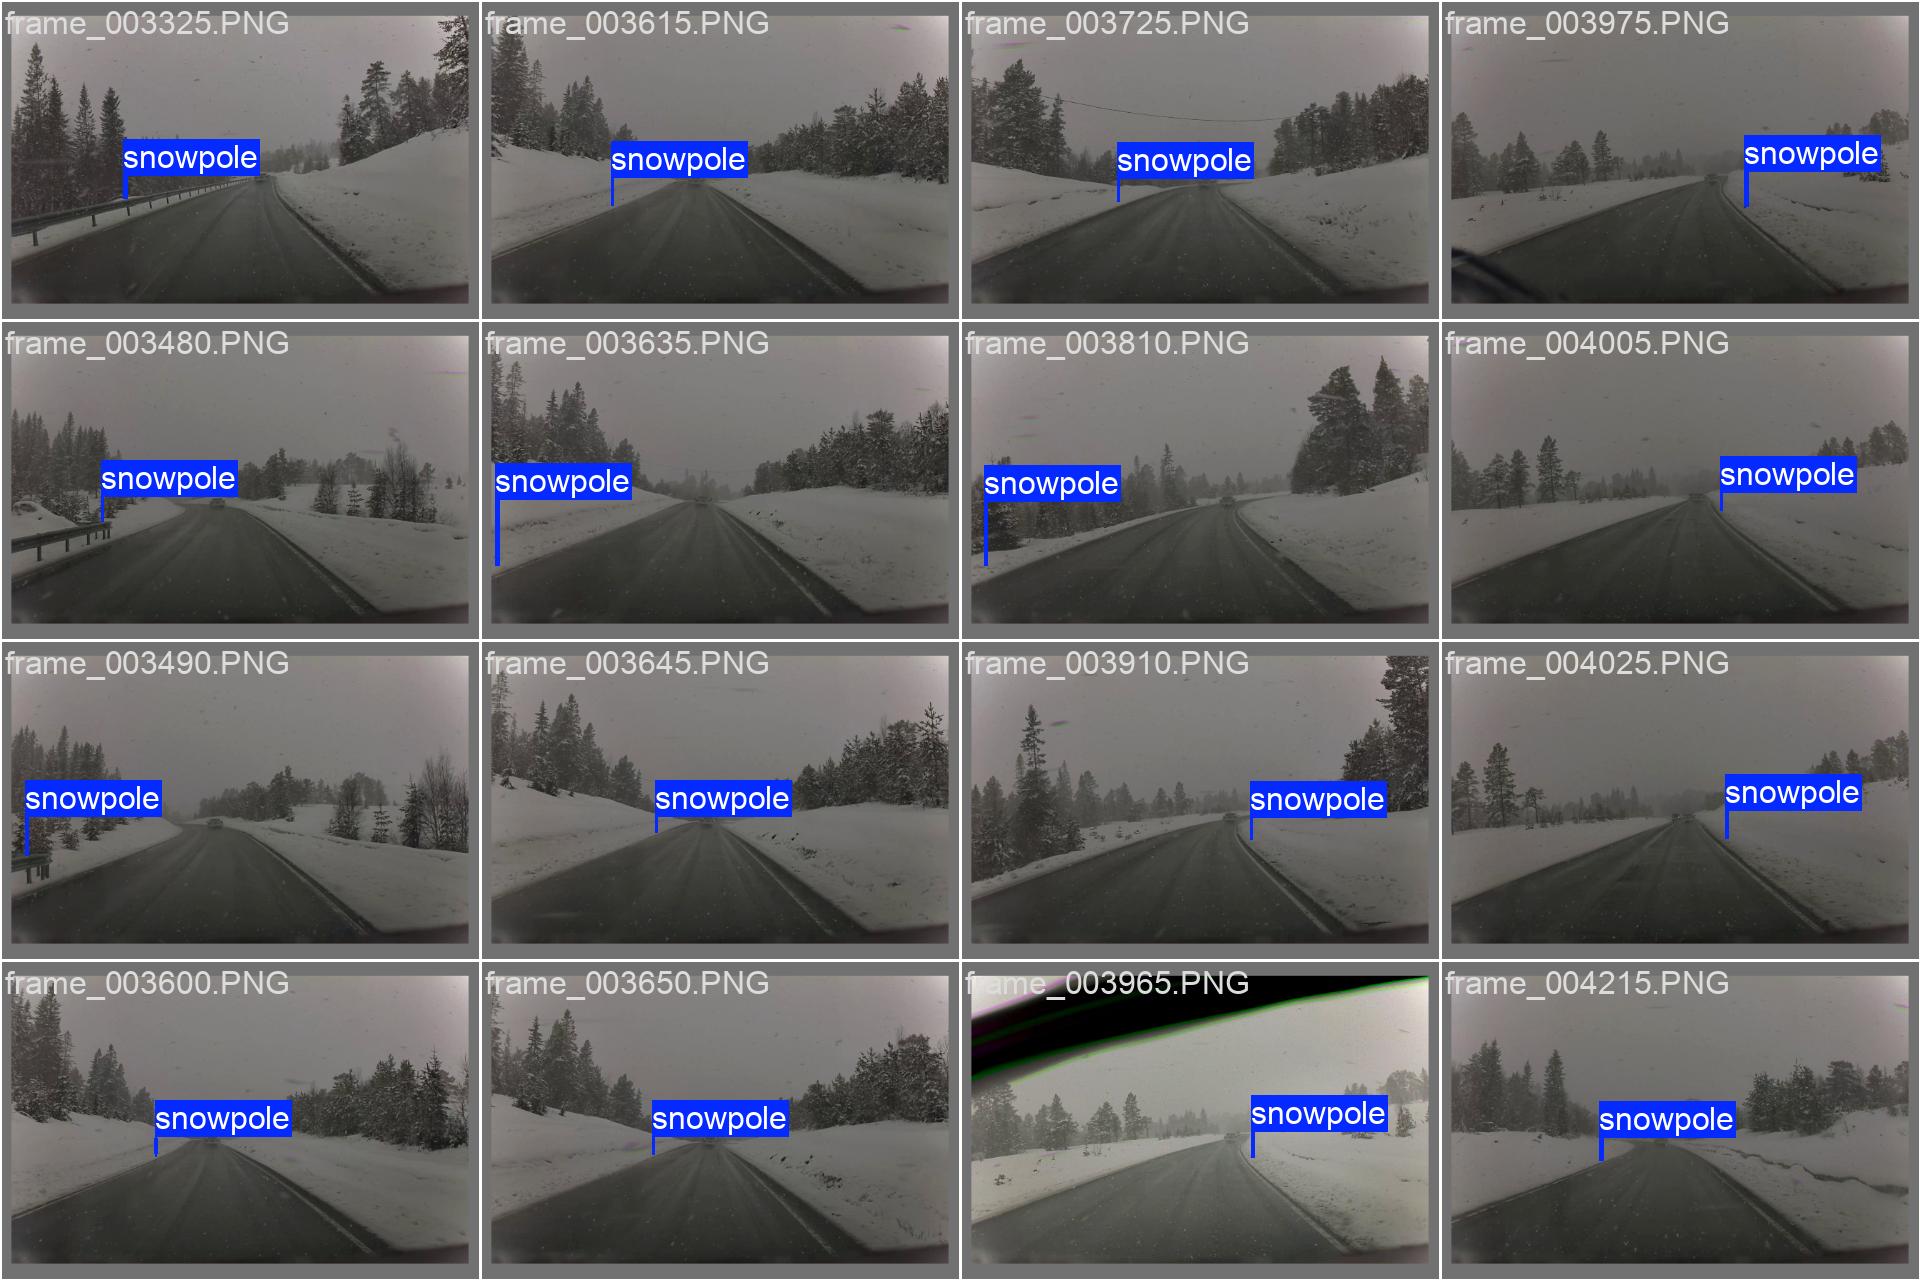 frame_003325.PNG
snowpole
frame_003615.PNG
snowpole
frame_003725.PNG
snowpole
frame_003975.PNG
snowpole
frame_003480.PNG
snowpole
frame_003635.PNG
snowpole
frame_003810.PNG
snowpole
frame_004005.PNG
snowpole
frame_003490.PNG
snowpole
frame_003645.PNG
snowpole
frame_003910.PNG
snowpole
frame_004025.PNG
snowpole
frame_003600.PNG
snowpole
frame_003650.PNG
snowpole
frame_003965.PNG
snowpole
frame_004215.PNG
snowpole